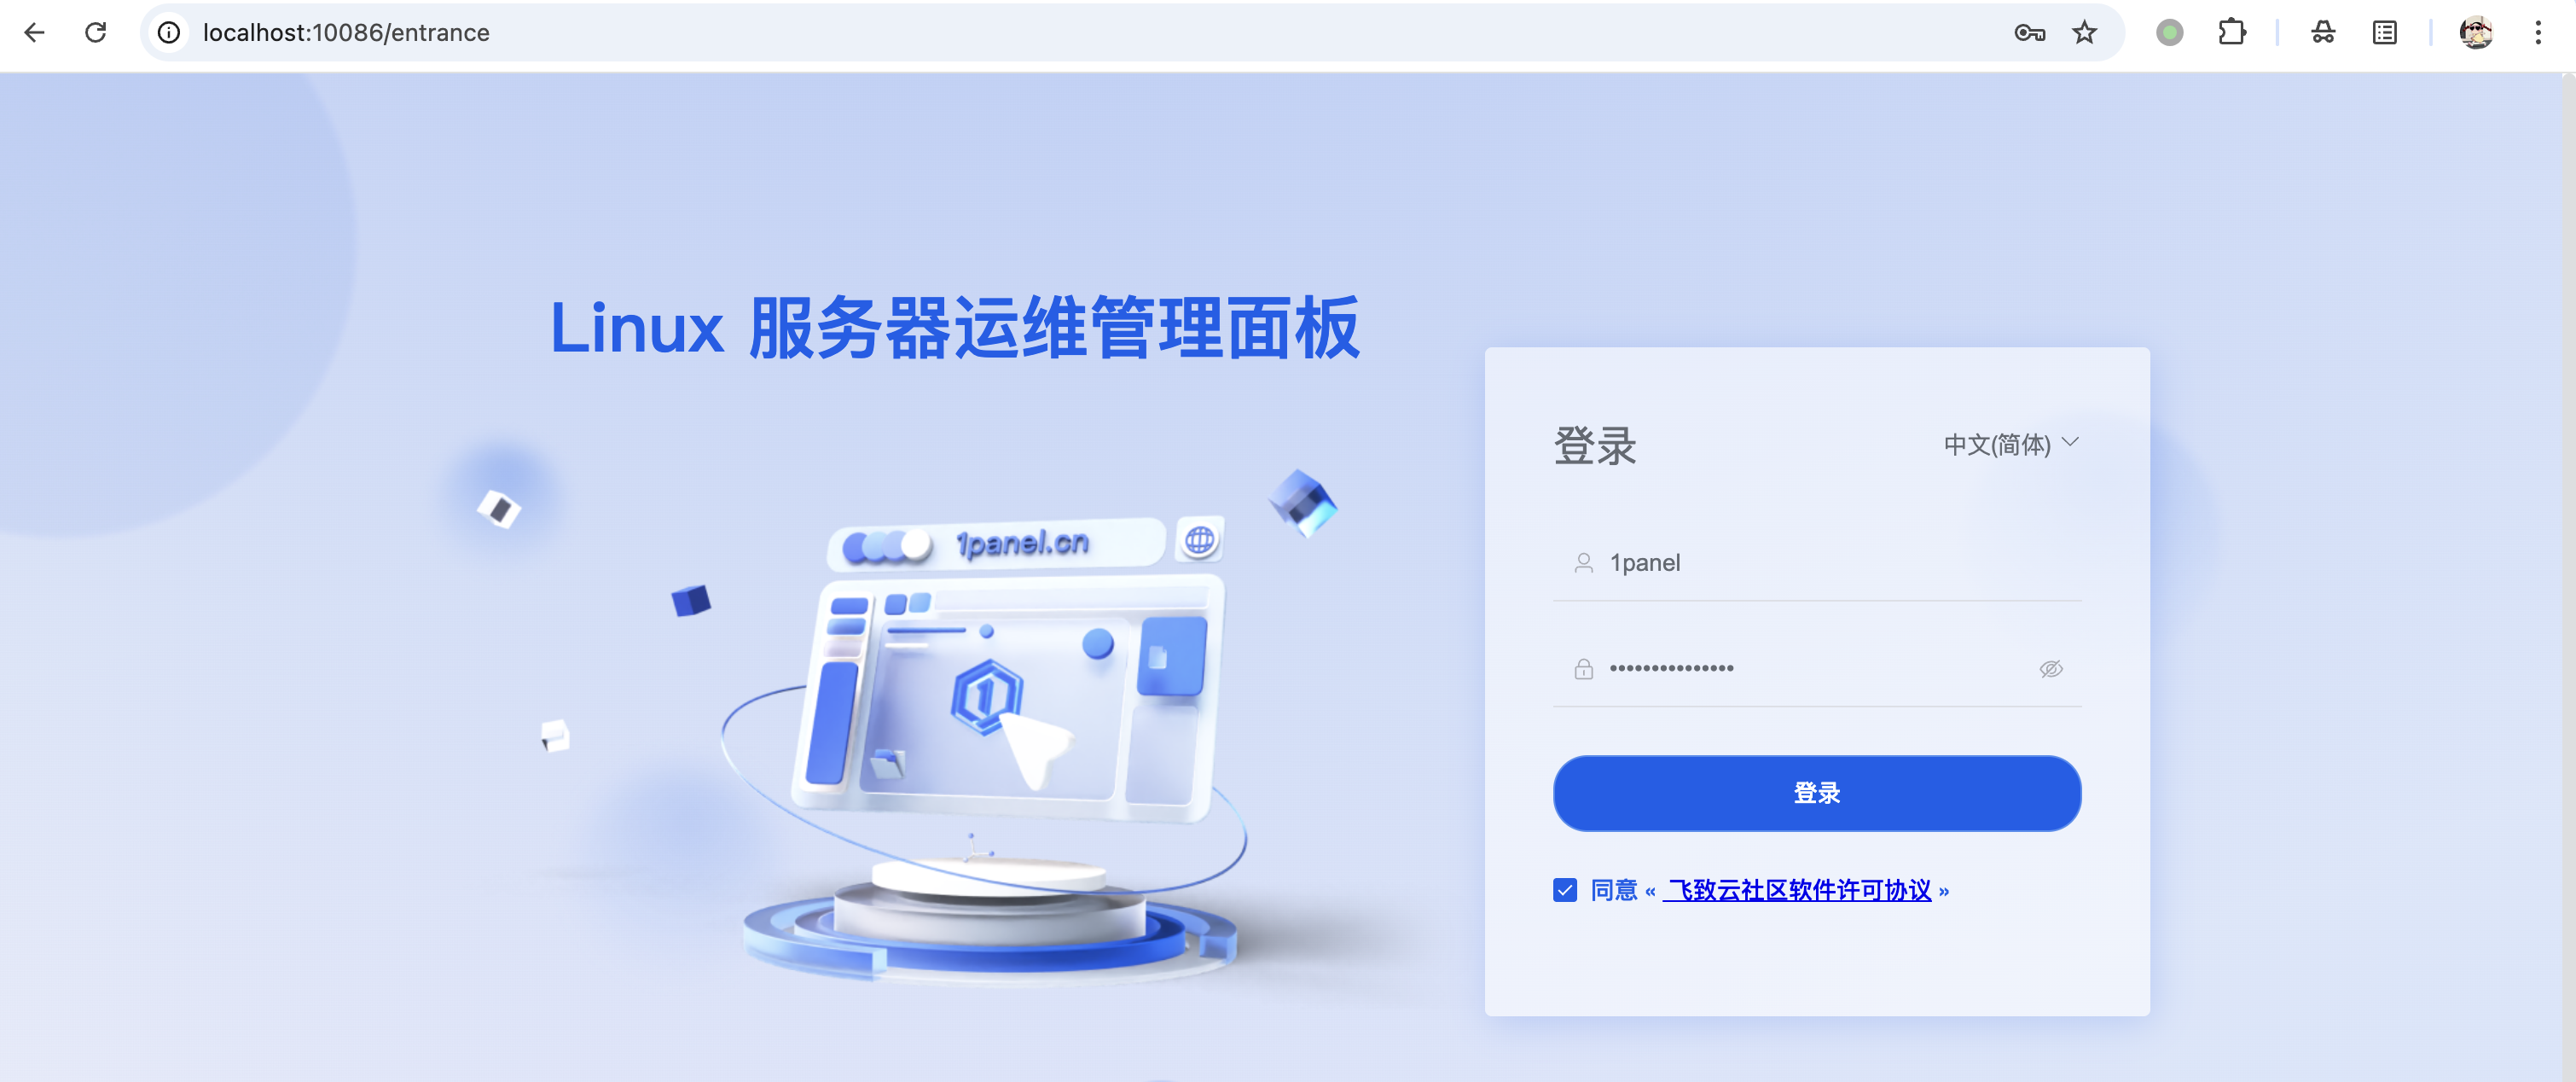 localhost:10086/entrance
Linux 服务器运维管理面板
1panel.cn
登录
中文(简体)
1panel
•••••••••••••••
登录
同意 « 飞致云社区软件许可协议 »